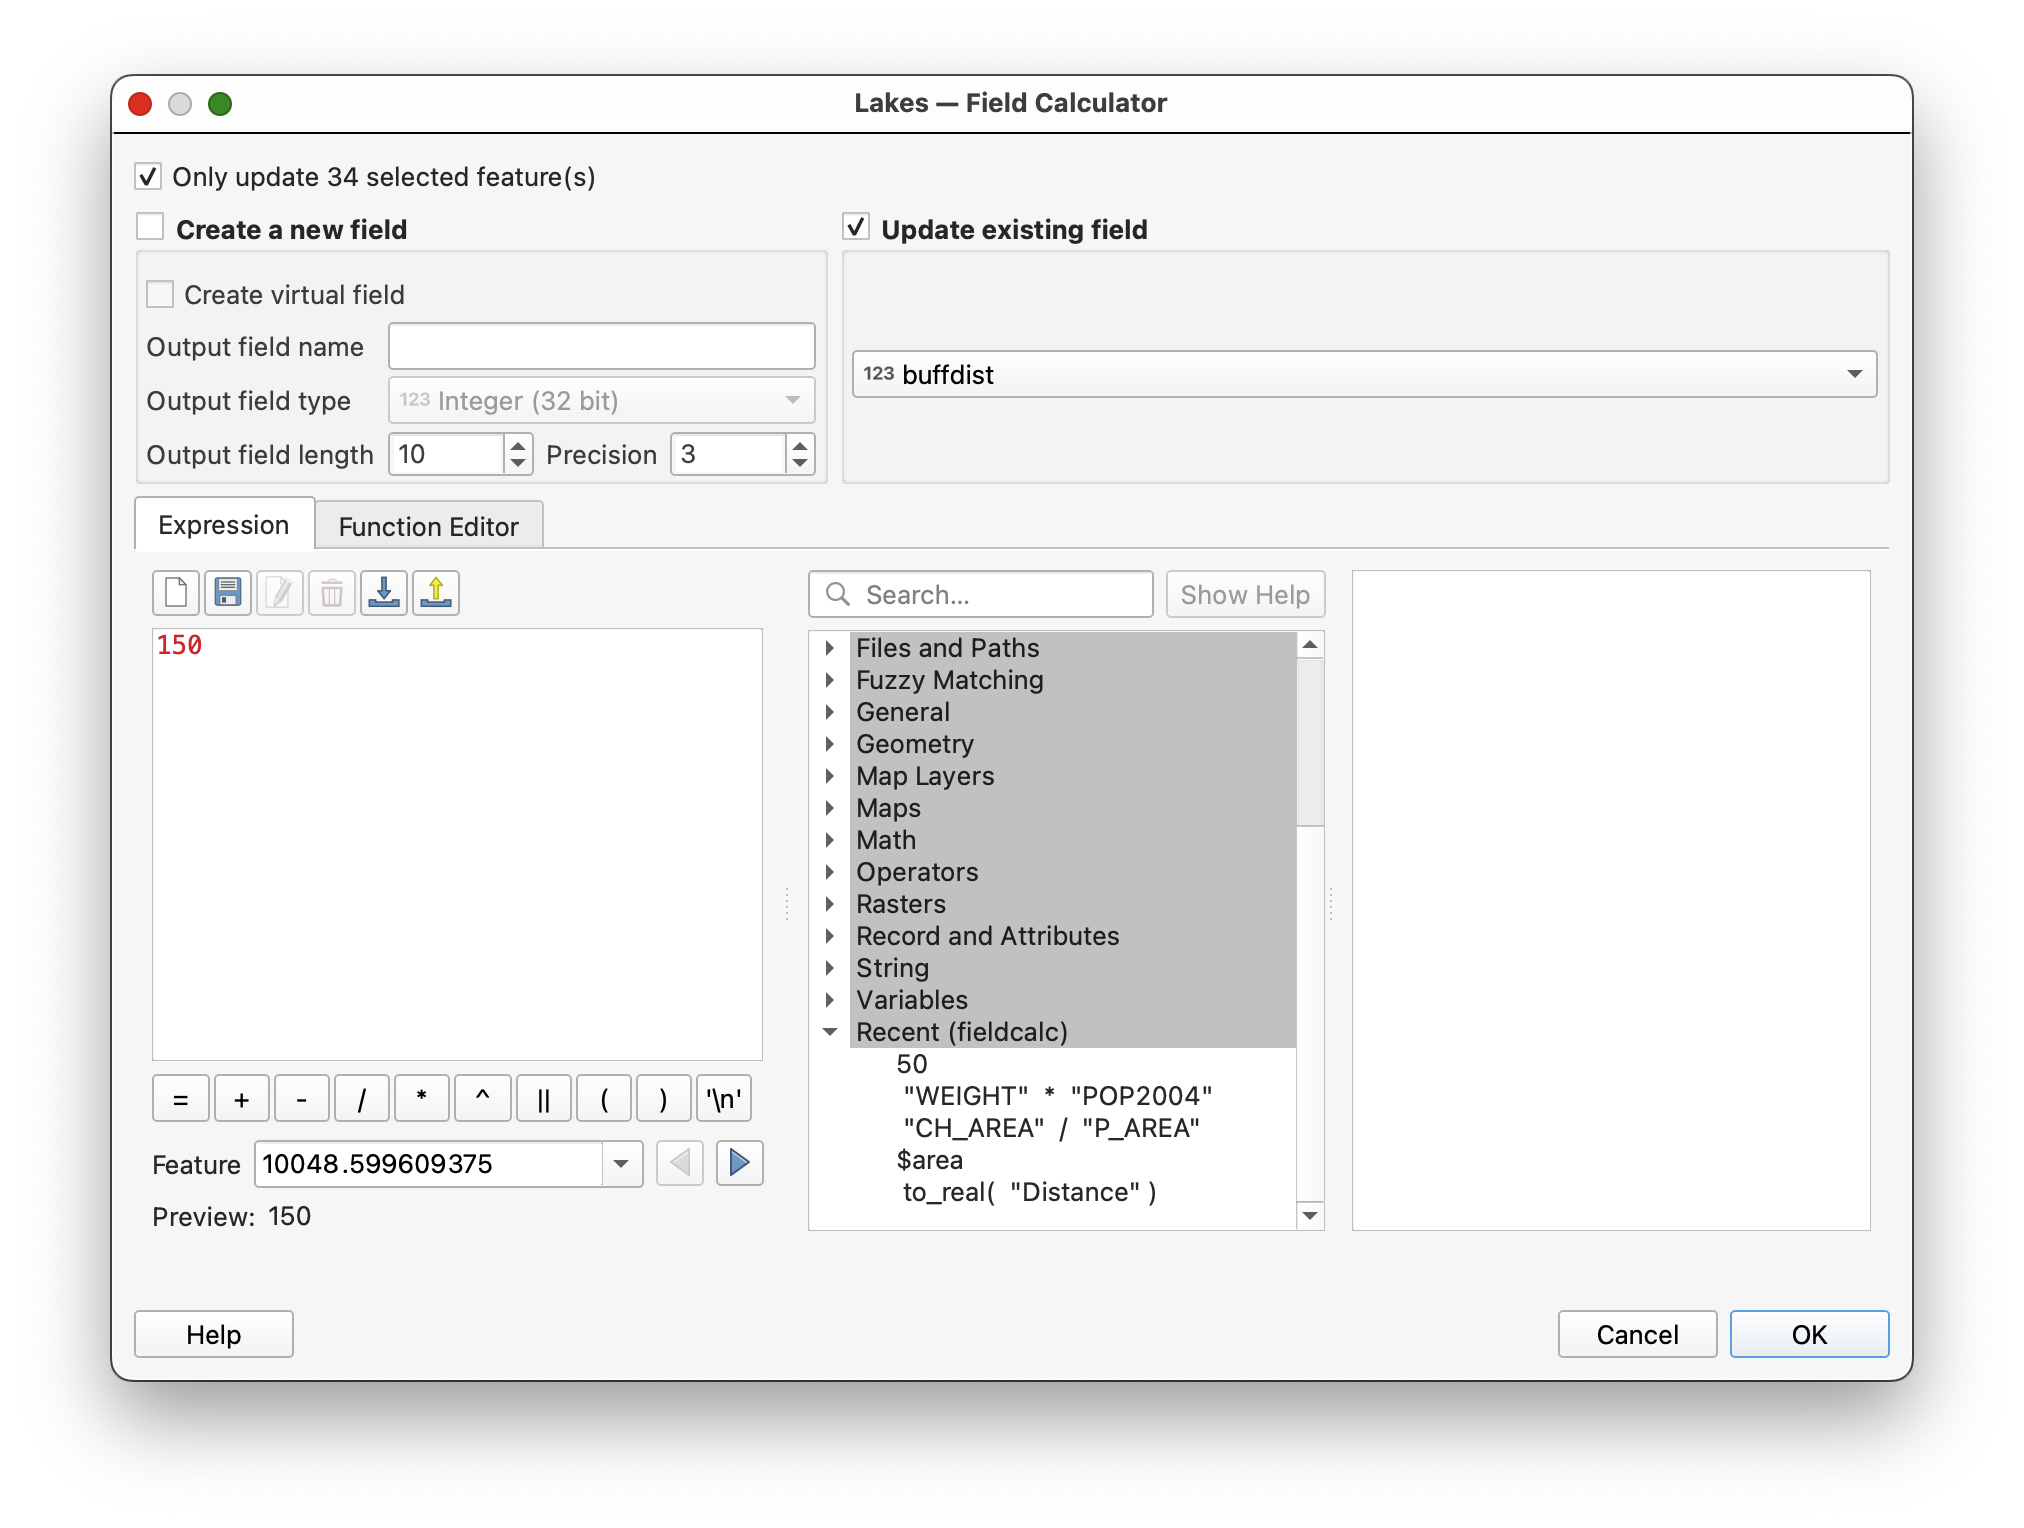 Lakes — Field Calculator
Only update 34 selected feature(s)
Create a new field
Update existing field
Create virtual field
Output field name
123 buffdist
Output field type 123 Integer (32 bit)
Output field length 10 Precision 3
Expression Function Editor
Search... Show Help
150
Files and Paths
Fuzzy Matching
General
Geometry
Map Layers
Maps
Math
Operators
Rasters
Record and Attributes
String
Variables
Recent (fieldcalc)
50
"WEIGHT" * "POP2004"
"CH_AREA" / "P_AREA"
$area
to_real( "Distance" )
= + - / * ^ || ( ) '\n'
Feature 10048.599609375
Preview: 150
Help Cancel OK